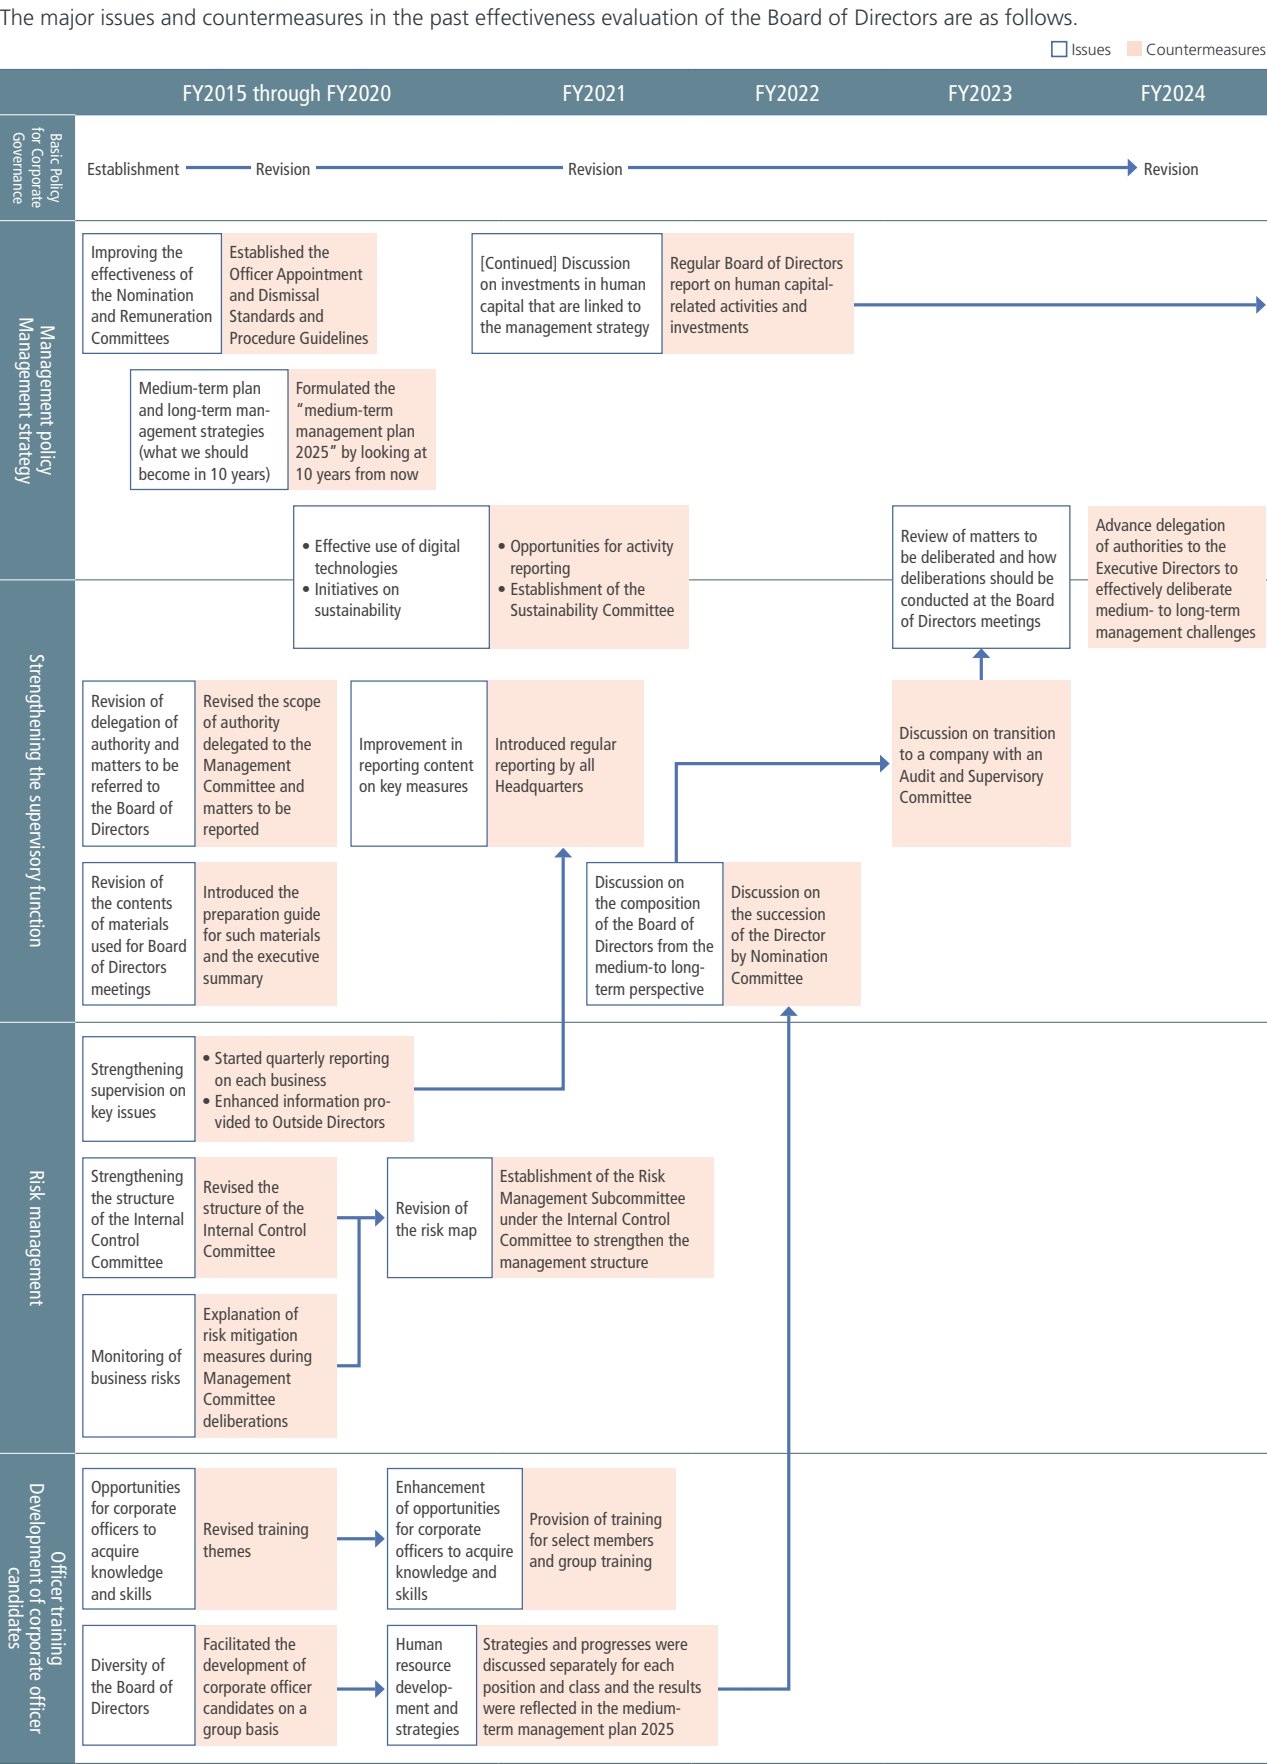 The major issues and countermeasures in the past effectiveness evaluation of the Board of Directors are as follows.
Issues
Countermeasures
FY2015 through FY2020
FY2021
FY2022
FY2023
FY2024
Basic Policy
for Corporate
Governance
Establishment
Revision
Revision
Revision
Management policy
Management strategy
Improving the
effectiveness of
the Nomination
and Remuneration
Committees
Established the
Officer Appointment
and Dismissal
Standards and
Procedure Guidelines
[Continued] Discussion
on investments in human
capital that are linked to
the management strategy
Regular Board of Directors
report on human capital-
related activities and
investments
Medium-term plan
and long-term man-
agement strategies
(what we should
become in 10 years)
Formulated the
“medium-term
management plan
2025” by looking at
10 years from now
• Effective use of digital
technologies
• Initiatives on
sustainability
• Opportunities for activity
reporting
• Establishment of the
Sustainability Committee
Review of matters to
be deliberated and how
deliberations should be
conducted at the Board
of Directors meetings
Advance delegation
of authorities to the
Executive Directors to
effectively deliberate
medium- to long-term
management challenges
Strengthening the supervisory function
Revision of
delegation of
authority and
matters to be
referred to
the Board of
Directors
Revised the scope
of authority
delegated to the
Management
Committee and
matters to be
reported
Improvement in
reporting content
on key measures
Introduced regular
reporting by all
Headquarters
Discussion on transition
to a company with an
Audit and Supervisory
Committee
Revision of
the contents
of materials
used for Board
of Directors
meetings
Introduced the
preparation guide
for such materials
and the executive
summary
Discussion on
the composition
of the Board of
Directors from the
medium-to long-
term perspective
Discussion on
the succession
of the Director
by Nomination
Committee
Risk management
Strengthening
supervision on
key issues
• Started quarterly reporting
on each business
• Enhanced information pro-
vided to Outside Directors
Strengthening
the structure
of the Internal
Control
Committee
Revised the
structure of the
Internal Control
Committee
Revision of
the risk map
Establishment of the Risk
Management Subcommittee
under the Internal Control
Committee to strengthen the
management structure
Monitoring of
business risks
Explanation of
risk mitigation
measures during
Management
Committee
deliberations
Officer training
Development of corporate officer
candidates
Opportunities
for corporate
officers to
acquire
knowledge
and skills
Revised training
themes
Enhancement
of opportunities
for corporate
officers to acquire
knowledge and
skills
Provision of training
for select members
and group training
Diversity of
the Board of
Directors
Facilitated the
development of
corporate officer
candidates on a
group basis
Human
resource
develop-
ment and
strategies
Strategies and progresses were
discussed separately for each
position and class and the results
were reflected in the medium-
term management plan 2025